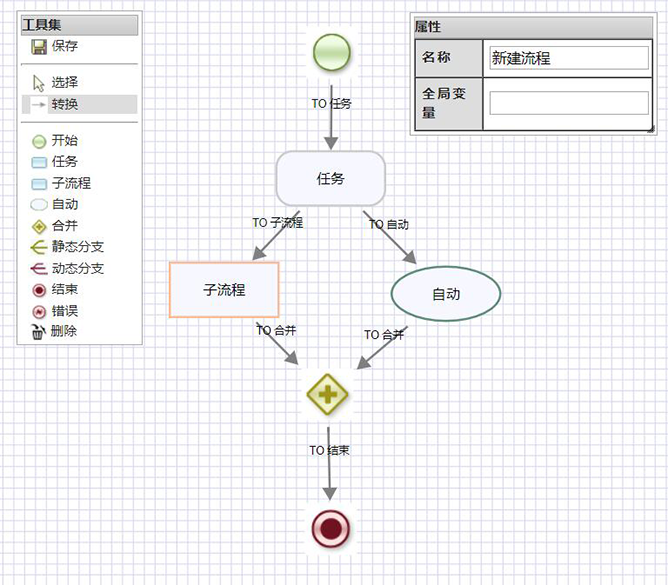 工具集
保存
选择
转换
开始
任务
子流程
自动
合并
静态分支
动态分支
结束
错误
删除
TO 任务
任务
TO 子流程
TO 自动
子流程
自动
TO 合并
TO 合并
TO 结束
属性
名称
新建流程
全局变
量